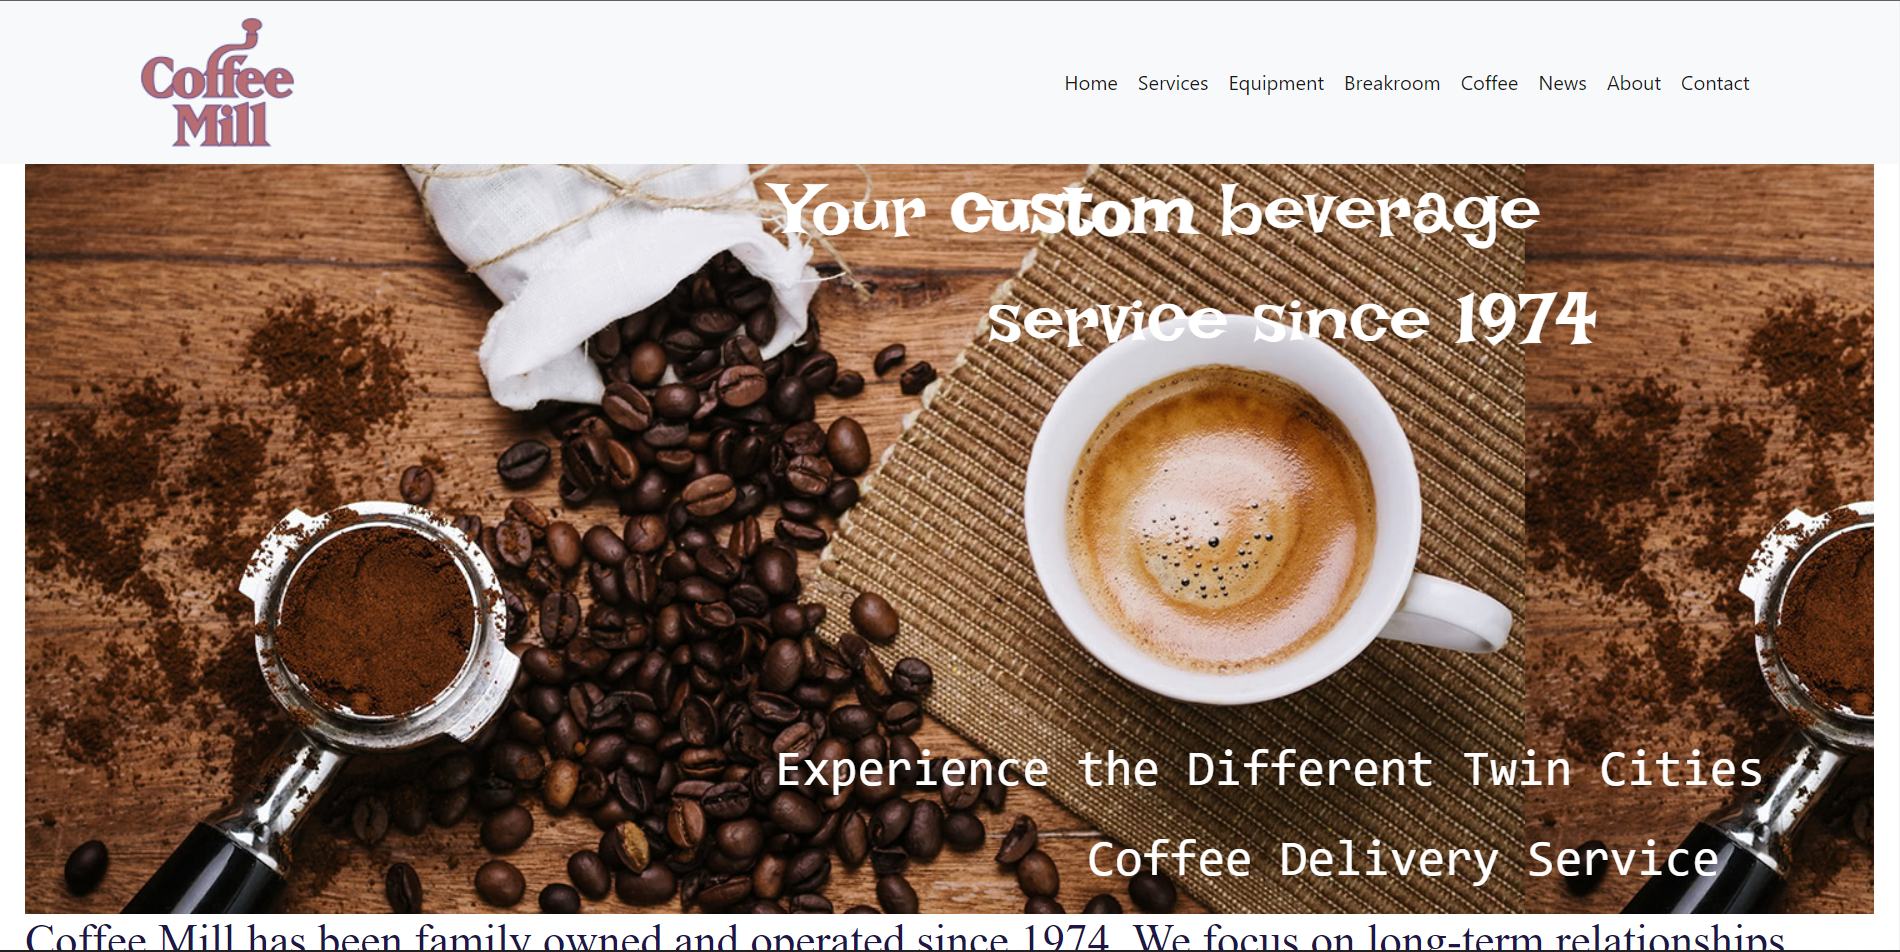 Coffee
Mill
Home Services Equipment Breakroom Coffee News About Contact
Your custom beverage
service since 1974
Experience the Different Twin Cities
Coffee Delivery Service
Coffee Mill has been family owned and operated since 1974. We focus on long-term relationships